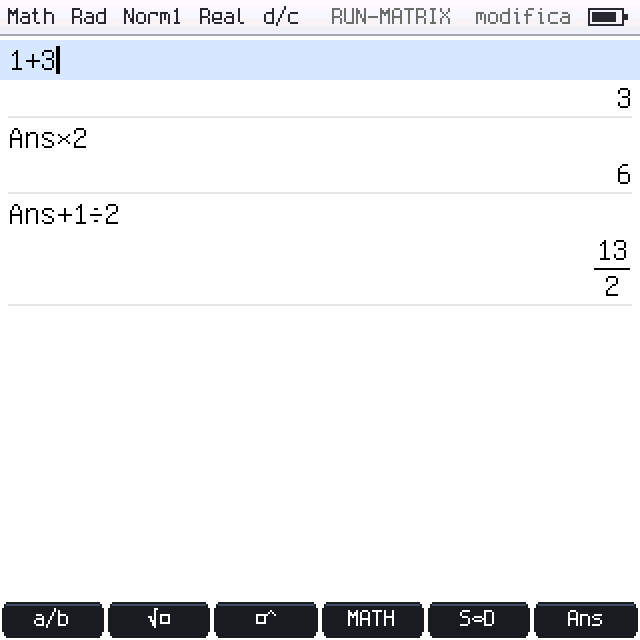 Math Rad Norm1 Real d/c RUN-MATRIX modifica
1+3
3
Ans×2
6
Ans+1÷2
13
2
a/b √▫ ▫^ MATH S⇔D Ans